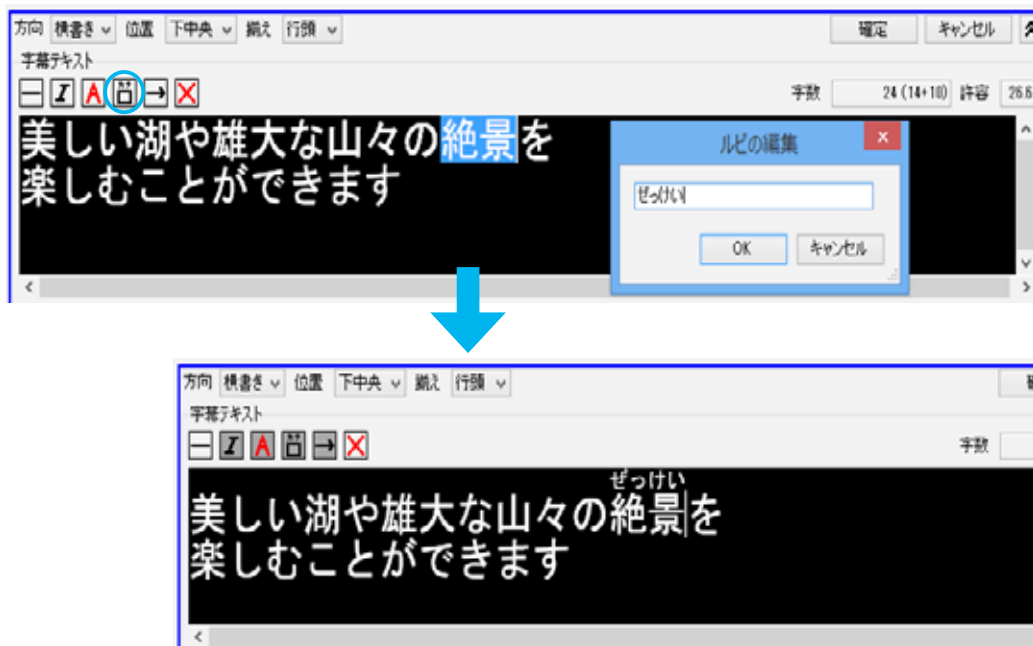 方向 横書き 位置 下中央 揃え 行頭 確定 キャンセル
字幕テキスト
字数 24 (14+10) 許容 26.6
美しい湖や雄大な山々の絶景を
楽しむことができます
ルビの編集
ぜっけい
OK キャンセル
方向 横書き 位置 下中央 揃え 行頭
字幕テキスト
字数
ぜっけい
美しい湖や雄大な山々の絶景を
楽しむことができます